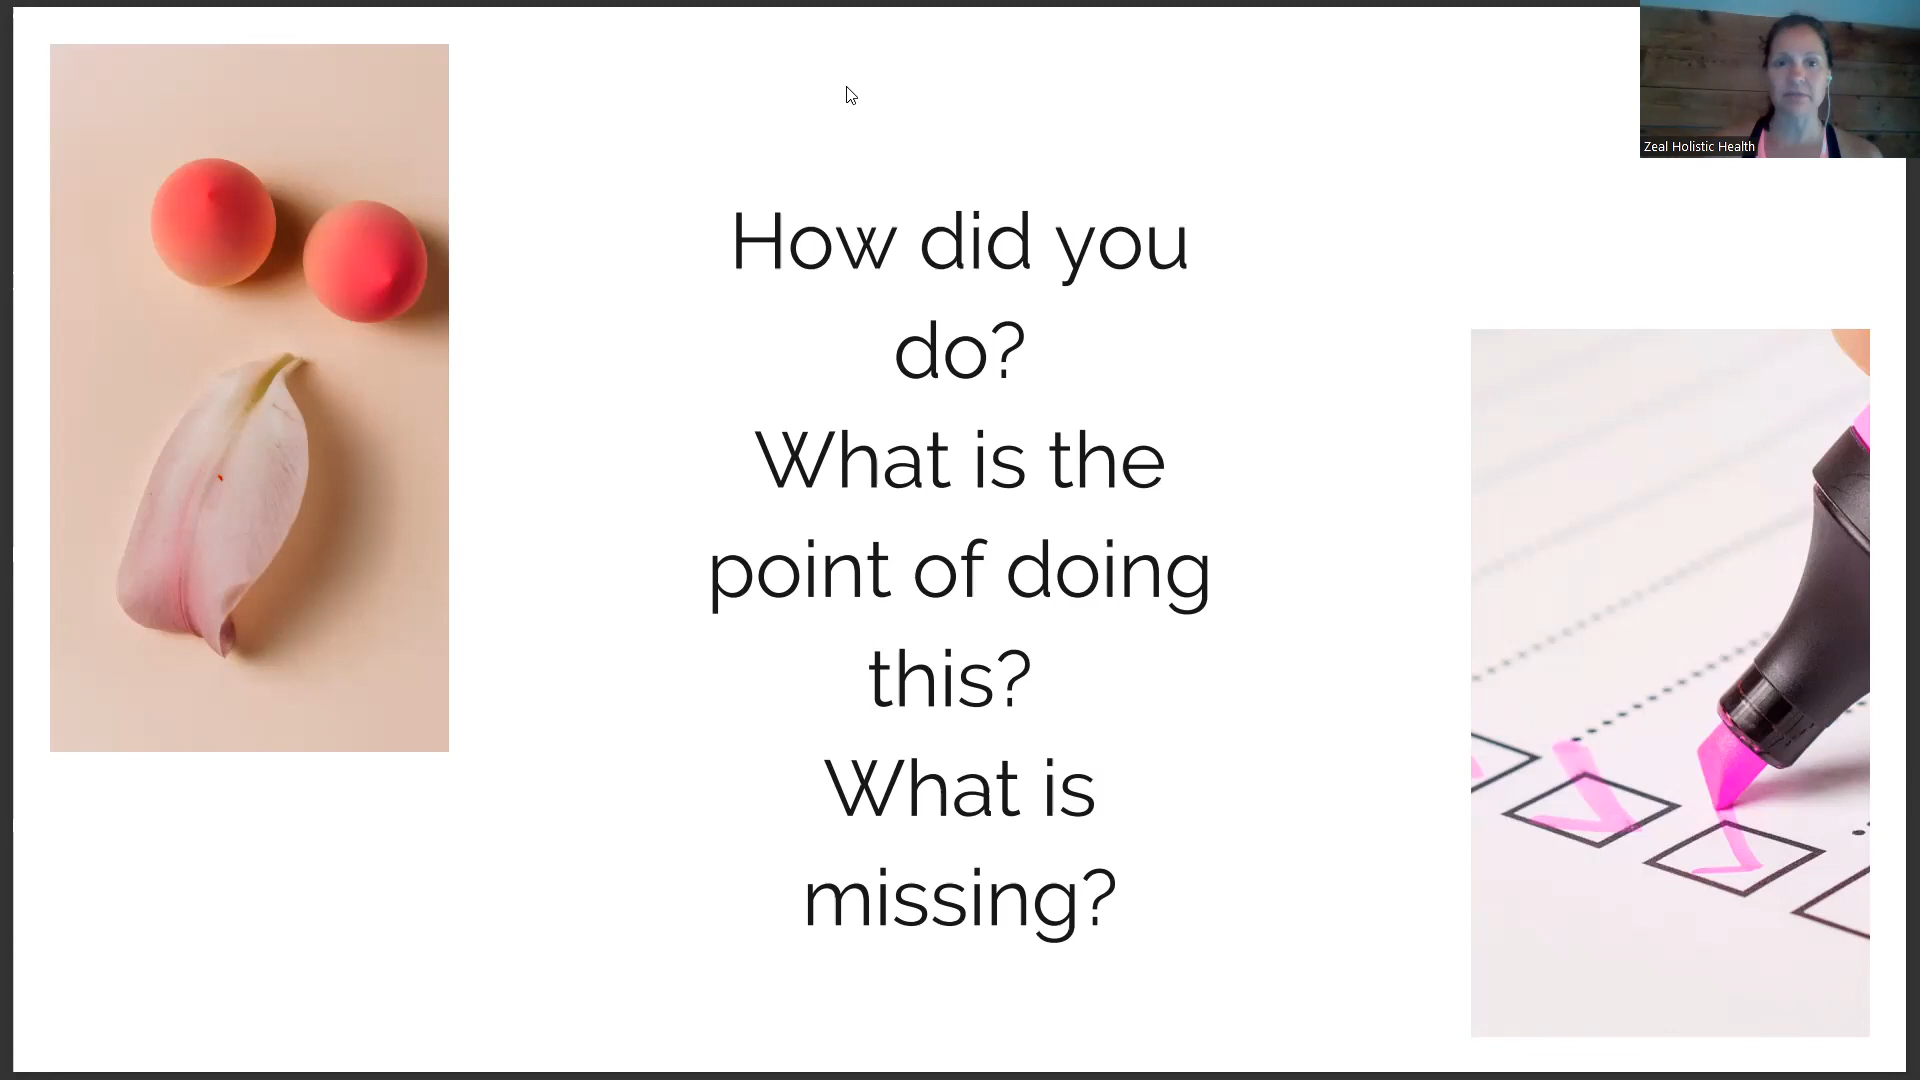 Zeal Holistic Health
How did you
do?
What is the
point of doing
this?
What is
missing?